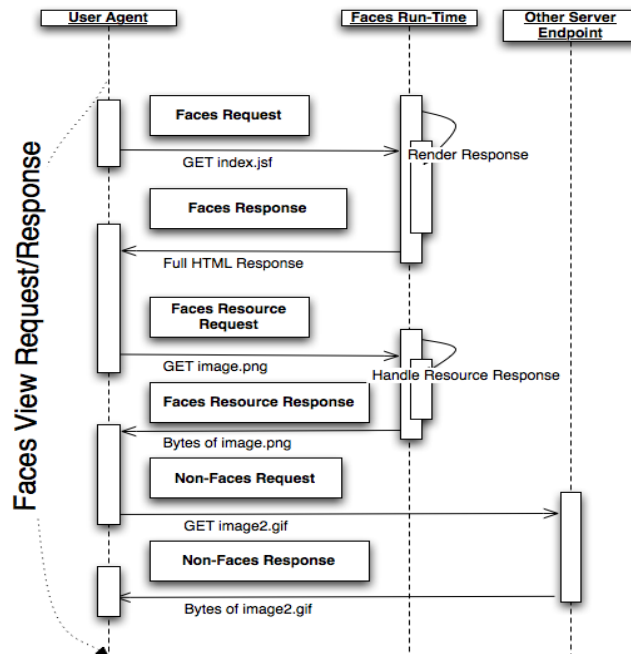 User Agent
Faces Run-Time
Other Server
Endpoint
Faces View Request/Response
Faces Request
GET index.jsf
Render Response
Faces Response
Full HTML Response
Faces Resource
Request
GET image.png
Handle Resource Response
Faces Resource Response
Bytes of image.png
Non-Faces Request
GET image2.gif
Non-Faces Response
Bytes of image2.gif